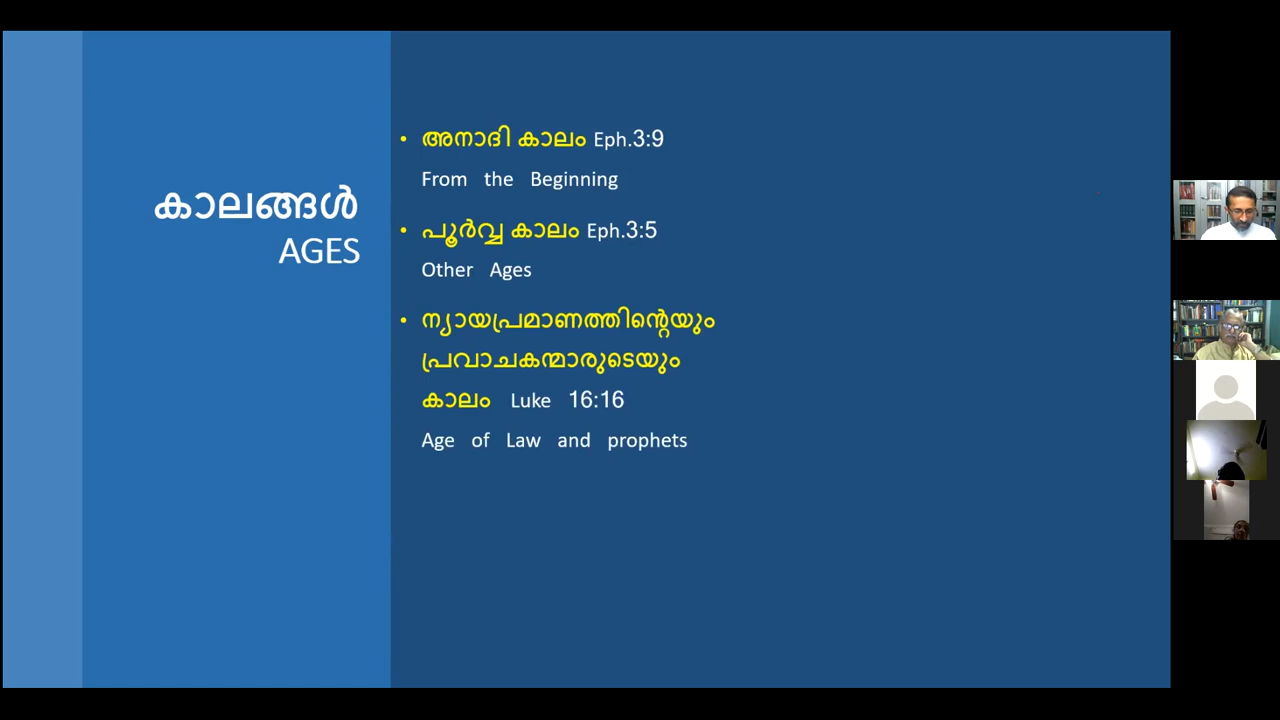 കാലങ്ങൾ
AGES
• അനാദി കാലം Eph.3:9
From the Beginning
• പൂർവ്വ കാലം Eph.3:5
Other Ages
• ന്യായപ്രമാണത്തിന്റെയും
പ്രവാചകന്മാരുടെയും
കാലം Luke 16:16
Age of Law and prophets